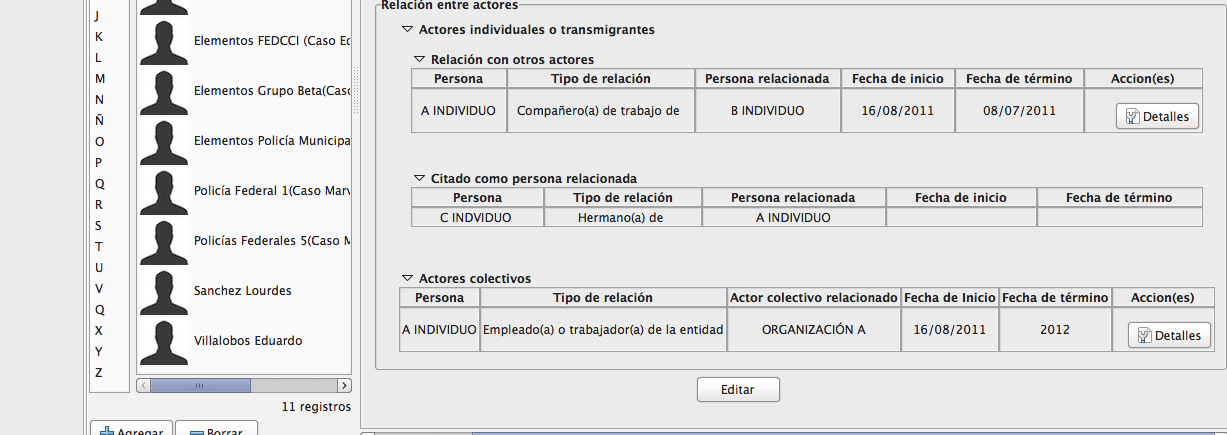 J
K
L
M
N
Ñ
O
P
Q
R
S
T
U
V
Q
X
Y
Z
Elementos FEDCCI (Caso Ed
Elementos Grupo Beta(Caso
Elementos Policía Municipa
Policía Federal 1(Caso Marv
Policías Federales 5(Caso M
Sanchez Lourdes
Villalobos Eduardo
11 registros
Agregar Borrar
Relación entre actores
Actores individuales o transmigrantes
Relación con otros actores
Persona Tipo de relación Persona relacionada Fecha de inicio Fecha de término Accion(es)
A INDIVIDUO Compañero(a) de trabajo de B INDIVIDUO 16/08/2011 08/07/2011 Detalles
Citado como persona relacionada
Persona Tipo de relación Persona relacionada Fecha de inicio Fecha de término
C INDVIDUO Hermano(a) de A INDIVIDUO
Actores colectivos
Persona Tipo de relación Actor colectivo relacionado Fecha de Inicio Fecha de término Accion(es)
A INDIVIDUO Empleado(a) o trabajador(a) de la entidad ORGANIZACIÓN A 16/08/2011 2012 Detalles
Editar